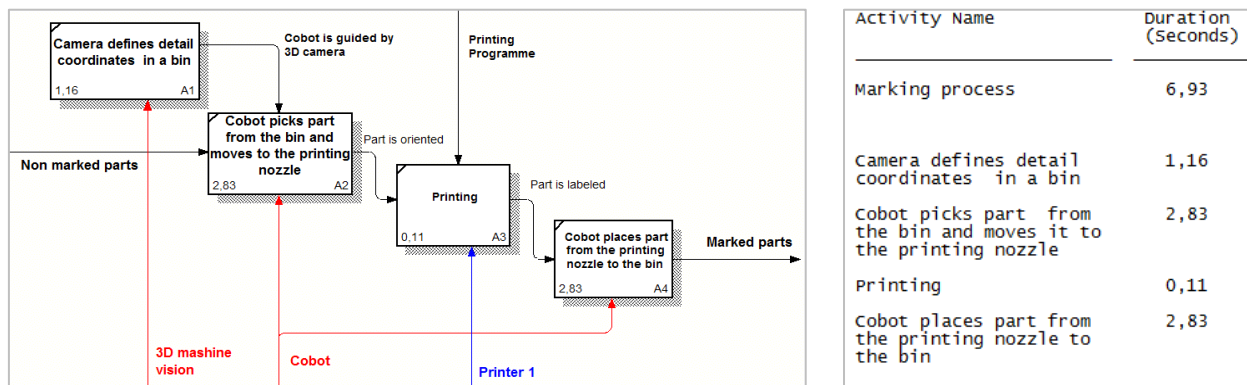 Camera defines detail
coordinates in a bin
1,16
A1
Cobot is guided by
3D camera
Printing
Programme
Cobot picks part
from the bin and
moves to the printing
nozzle
2,83
A2
Non marked parts
Part is oriented
Printing
0,11
A3
Part is labeled
Cobot places part
from the printing
nozzle to the bin
2,83
A4
Marked parts
3D mashine
vision
Cobot
Printer 1
Activity Name
Duration
(Seconds)
Marking process
6,93
Camera defines detail
coordinates in a bin
1,16
Cobot picks part from
the bin and moves it to
the printing nozzle
2,83
Printing
0,11
Cobot places part from
the printing nozzle to
the bin
2,83